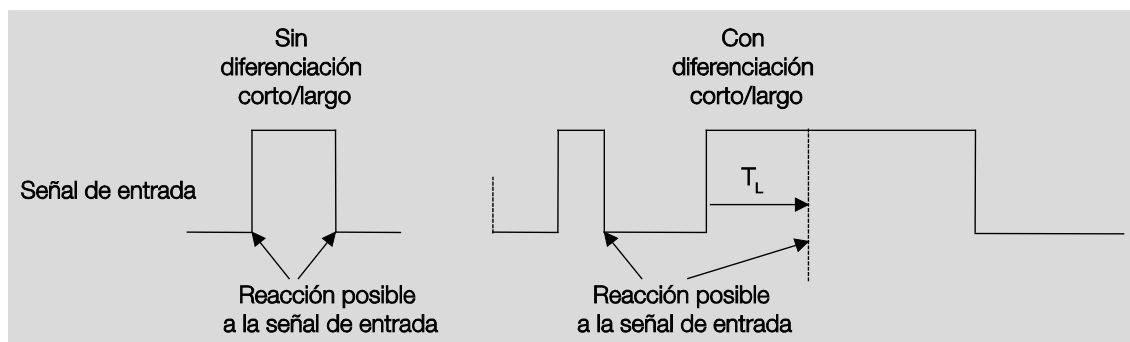 Sin
diferenciación
corto/largo
Con
diferenciación
corto/largo
Señal de entrada
TL
Reacción posible
a la señal de entrada
Reacción posible
a la señal de entrada